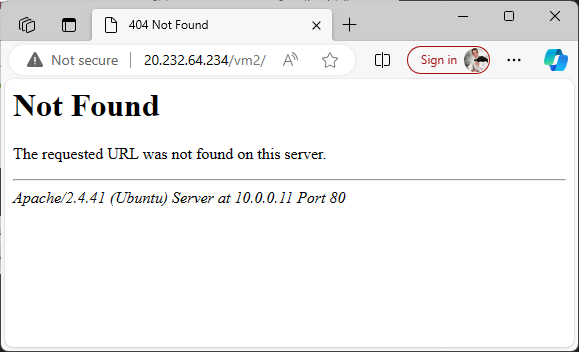 404 Not Found
Not secure
20.232.64.234/vm2/
Sign in
Not Found
The requested URL was not found on this server.
Apache/2.4.41 (Ubuntu) Server at 10.0.0.11 Port 80